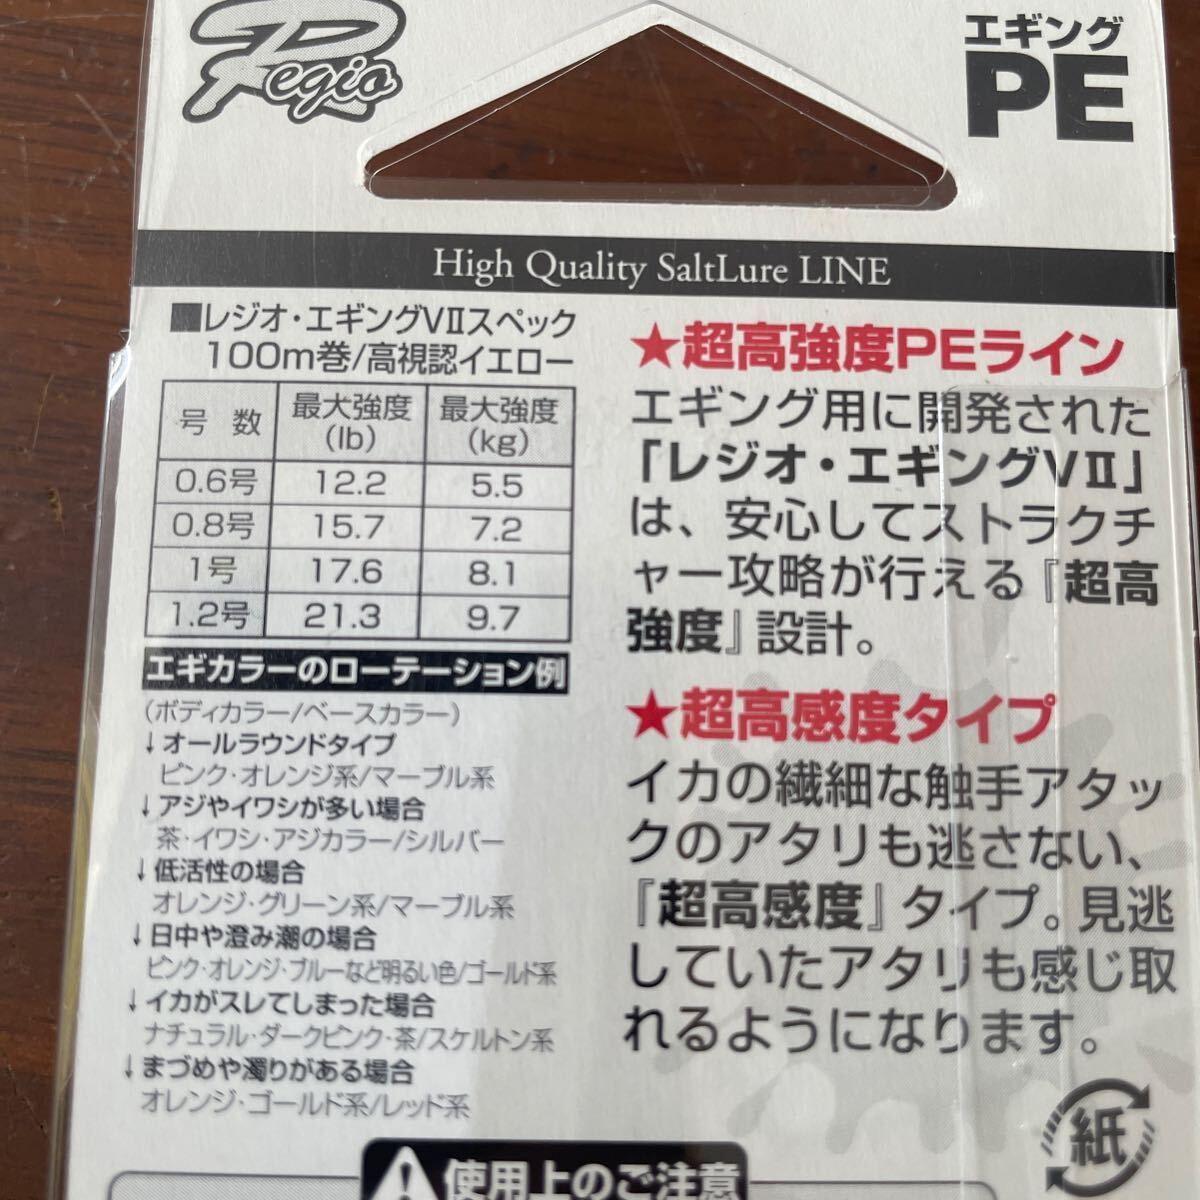 Regio
エギング
PE
High Quality SaltLure LINE
■レジオ・エギングVⅡスペック
100m巻/高視認イエロー
号 数 最大強度(lb) 最大強度(kg)
0.6号 12.2 5.5
0.8号 15.7 7.2
1号 17.6 8.1
1.2号 21.3 9.7
エギカラーのローテーション例
(ボディカラー/ベースカラー)
↓オールラウンドタイプ
ピンク・オレンジ系/マーブル系
↓アジやイワシが多い場合
茶・イワシ・アジカラー/シルバー
↓低活性の場合
オレンジ・グリーン系/マーブル系
↓日中や澄み潮の場合
ピンク・オレンジ・ブルーなど明るい色/ゴールド系
↓イカがスレてしまった場合
ナチュラル・ダークピンク・茶/スケルトン系
↓まづめや濁りがある場合
オレンジ・ゴールド系/レッド系
★超高強度PEライン
エギング用に開発された
「レジオ・エギングVⅡ」
は、安心してストラクチ
ャー攻略が行える『超高
強度』設計。
★超高感度タイプ
イカの繊細な触手アタッ
クのアタリも逃さない、
『超高感度』タイプ。見逃
していたアタリも感じ取
れるようになります。
紙
使用上のご注意